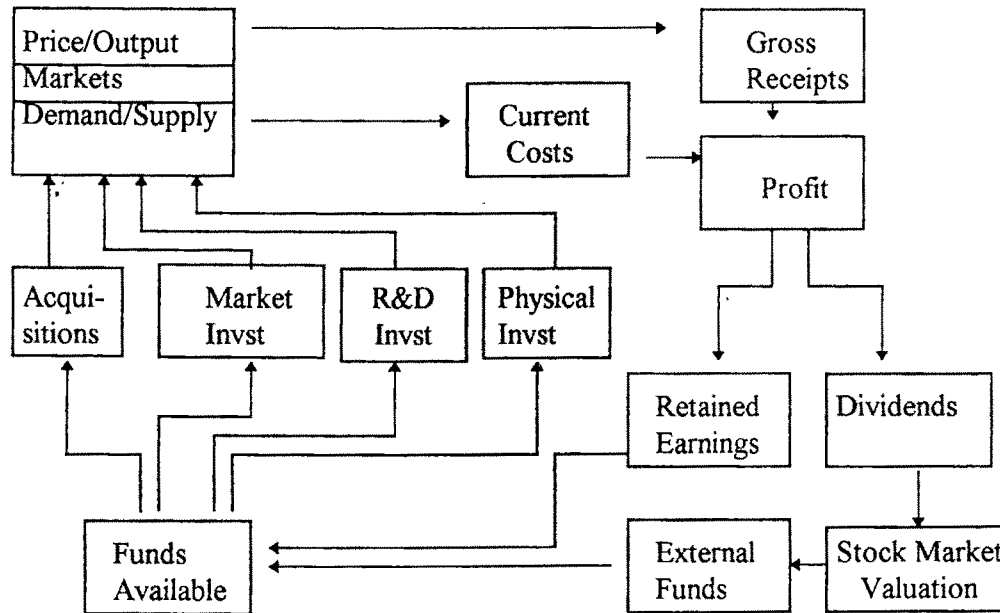 Price/Output
Markets
Demand/Supply
Gross
Receipts
Current
Costs
Profit
Acqui-
sitions
Market
Invst
R&D
Invst
Physical
Invst
Retained
Earnings
Dividends
Funds
Available
External
Funds
Stock Market
Valuation